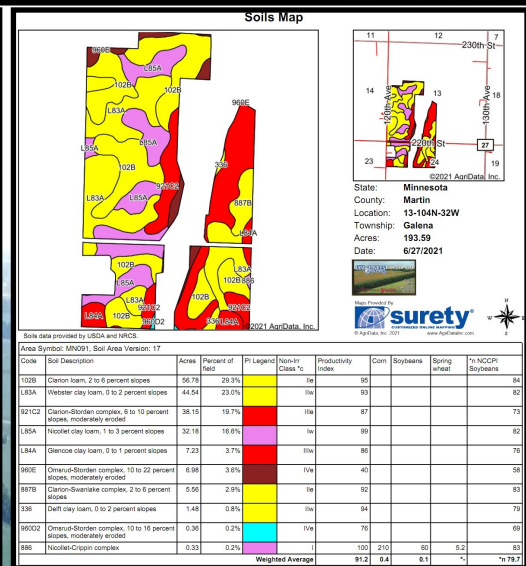 Soils Map
960E
L85A
102B
102B
L83A
960E
L85A
L85A
102B
336
L83A
L85A
921C2
887B
L84A
102B
L83A
L85A
102B
886
L83A
102B
921C2
921C2
L84A
102B
960D2
336
L84A
©2021 AgriData, Inc.
Soils data provided by USDA and NRCS.
11
12
7
230th St
14
13
18
120th Ave
130th Ave
220th St
27
23
24
19
©2021 AgriData, Inc.
State: Minnesota
County: Martin
Location: 13-104N-32W
Township: Galena
Acres: 193.59
Date: 6/27/2021
Maps Provided By
surety®
CUSTOMIZED ONLINE MAPPING
© AgriData, Inc. 2021
www.AgriDataInc.com
N
W
E
S
Area Symbol: MN091, Soil Area Version: 17
Code Soil Description Acres Percent of field PI Legend Non-Irr Class *c Productivity Index Corn Soybeans Spring wheat *n NCCPI Soybeans
102B Clarion loam, 2 to 6 percent slopes 56.78 29.3% IIe 95 84
L83A Webster clay loam, 0 to 2 percent slopes 44.54 23.0% IIw 93 82
921C2 Clarion-Storden complex, 6 to 10 percent slopes, moderately eroded 38.15 19.7% IIIe 87 73
L85A Nicollet clay loam, 1 to 3 percent slopes 32.18 16.6% Iw 99 82
L84A Glencoe clay loam, 0 to 1 percent slopes 7.23 3.7% IIIw 86 76
960E Omsrud-Storden complex, 10 to 22 percent slopes, moderately eroded 6.98 3.6% IVe 40 58
887B Clarion-Swanlake complex, 2 to 6 percent slopes 5.56 2.9% IIe 92 83
336 Delft clay loam, 0 to 2 percent slopes 1.48 0.8% IIw 94 79
960D2 Omsrud-Storden complex, 10 to 16 percent slopes, moderately eroded 0.36 0.2% IVe 76 69
886 Nicollet-Crippin complex 0.33 0.2% I 100 210 60 5.2 83
Weighted Average 91.2 0.4 0.1 *- *n 79.7